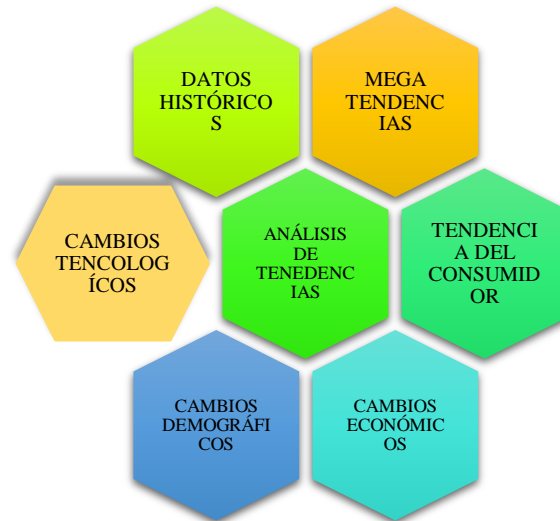 DATOS
HISTÓRICO
S
MEGA
TENDENC
IAS
CAMBIOS
TENCOLOG
ÍCOS
ANÁLISIS
DE
TENEDENC
IAS
TENDENCI
A DEL
CONSUMID
OR
CAMBIOS
DEMOGRÁFI
COS
CAMBIOS
ECONÓMIC
OS